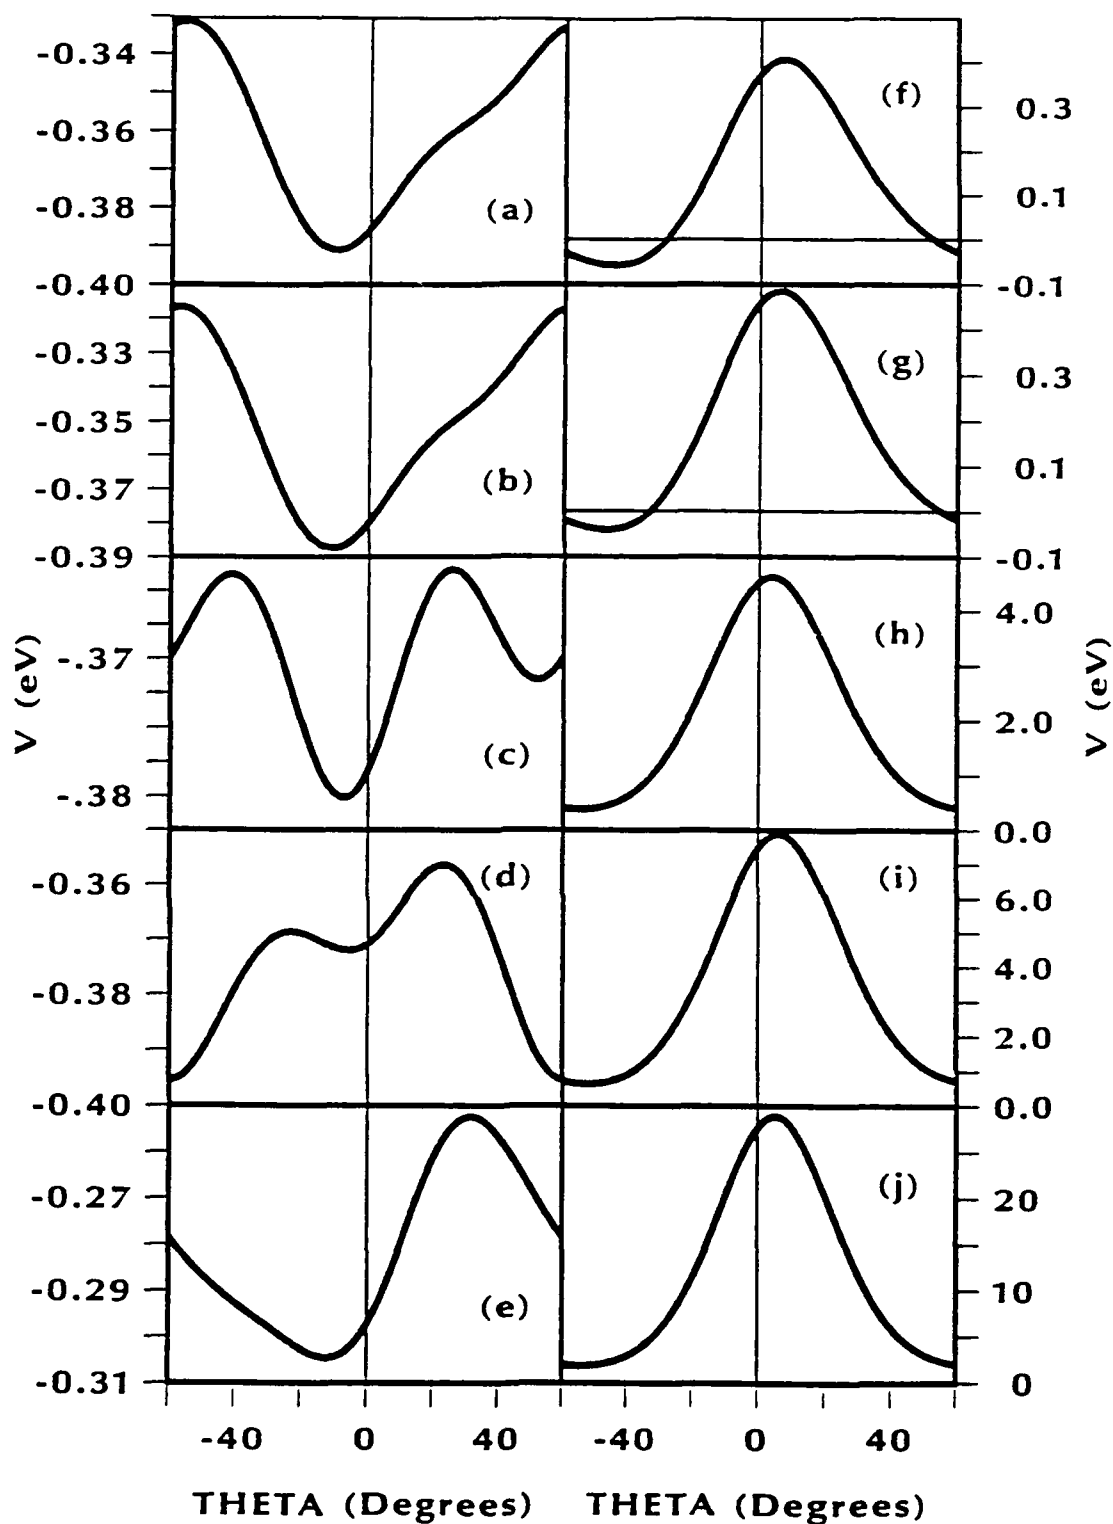 -0.34
-0.36
-0.38
-0.40
(a)
(f)
0.3
0.1
-0.1
-0.33
-0.35
-0.37
-0.39
(b)
(g)
0.3
0.1
-0.1
V (eV)
-.37
-.38
(c)
(h)
4.0
2.0
0.0
V (eV)
-0.36
-0.38
-0.40
(d)
(i)
6.0
4.0
2.0
0.0
-0.27
-0.29
-0.31
(e)
(j)
20
10
0
-40 0 40 -40 0 40
THETA (Degrees) THETA (Degrees)